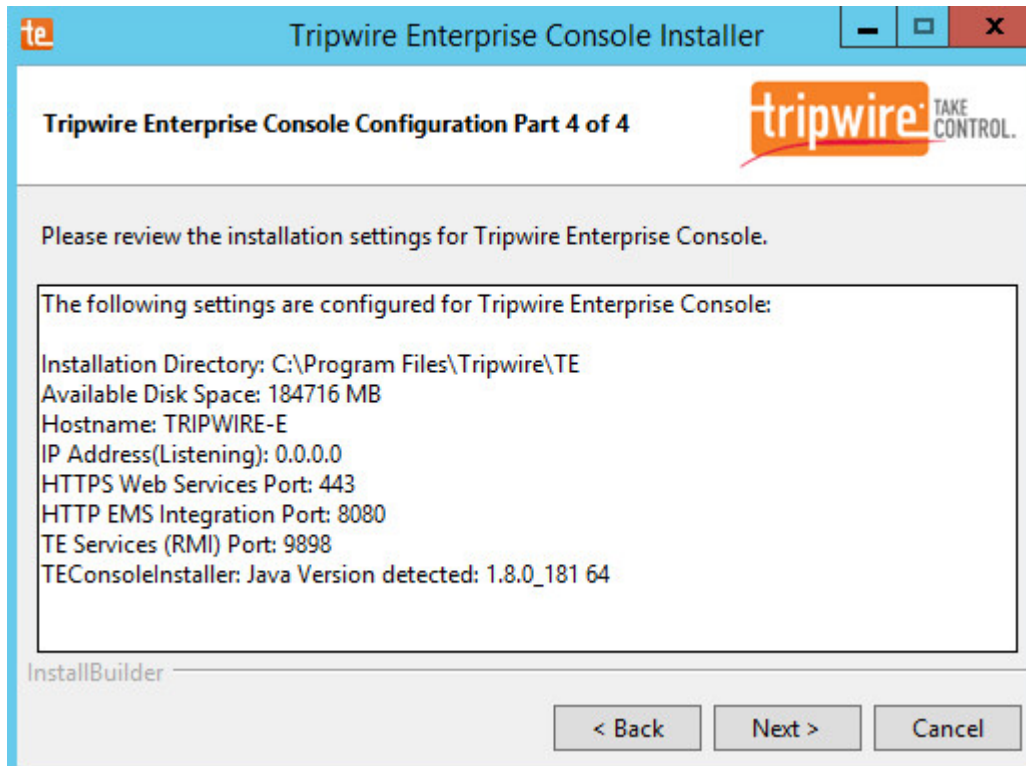 te
Tripwire Enterprise Console Installer
Tripwire Enterprise Console Configuration Part 4 of 4
tripwire TAKE CONTROL.
Please review the installation settings for Tripwire Enterprise Console.
The following settings are configured for Tripwire Enterprise Console:
Installation Directory: C:\Program Files\Tripwire\TE
Available Disk Space: 184716 MB
Hostname: TRIPWIRE-E
IP Address(Listening): 0.0.0.0
HTTPS Web Services Port: 443
HTTP EMS Integration Port: 8080
TE Services (RMI) Port: 9898
TEConsoleInstaller: Java Version detected: 1.8.0_181 64
InstallBuilder
< Back Next > Cancel